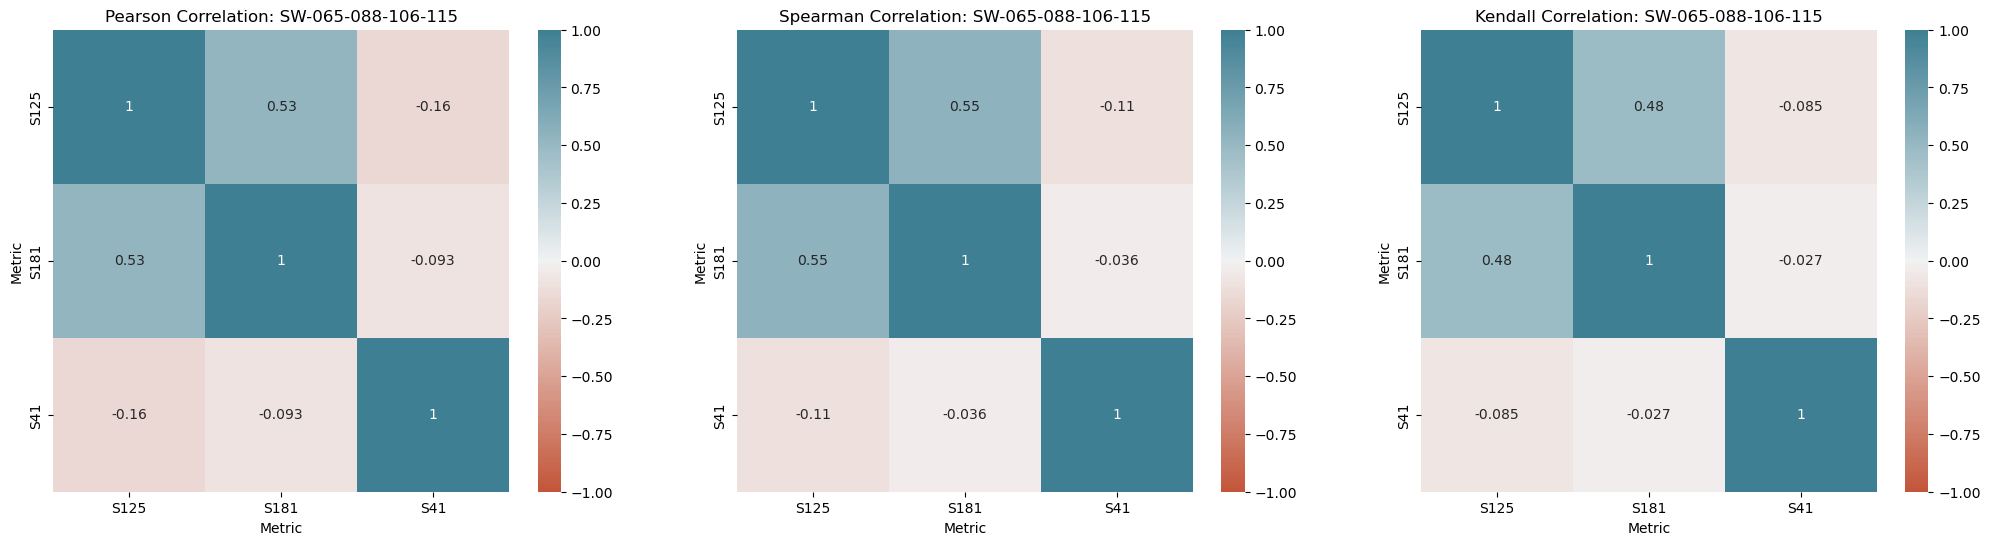 Pearson Correlation: SW-065-088-106-115
S125 1 0.53 -0.16
S181 0.53 1 -0.093
S41 -0.16 -0.093 1
Metric
S125 S181 S41
Metric
1.00
0.75
0.50
0.25
0.00
−0.25
−0.50
−0.75
−1.00
Spearman Correlation: SW-065-088-106-115
S125 1 0.55 -0.11
S181 0.55 1 -0.036
S41 -0.11 -0.036 1
Metric
S125 S181 S41
Metric
1.00
0.75
0.50
0.25
0.00
−0.25
−0.50
−0.75
−1.00
Kendall Correlation: SW-065-088-106-115
S125 1 0.48 -0.085
S181 0.48 1 -0.027
S41 -0.085 -0.027 1
Metric
S125 S181 S41
Metric
1.00
0.75
0.50
0.25
0.00
−0.25
−0.50
−0.75
−1.00